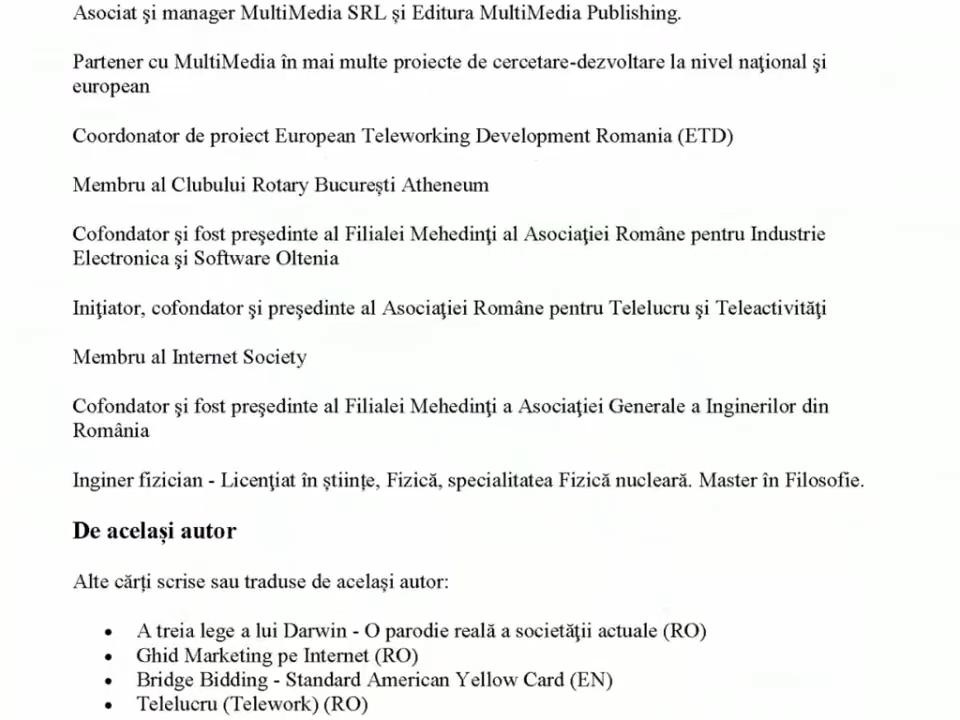 Asociat şi manager MultiMedia SRL și Editura MultiMedia Publishing.
Partener cu MultiMedia în mai multe proiecte de cercetare-dezvoltare la nivel naţional şi
european
Coordonator de proiect European Teleworking Development Romania (ETD)
Membru al Clubului Rotary București Atheneum
Cofondator şi fost preşedinte al Filialei Mehedinţi al Asociaţiei Române pentru Industrie
Electronica şi Software Oltenia
Iniţiator, cofondator şi preşedinte al Asociaţiei Române pentru Telelucru şi Teleactivităţi
Membru al Internet Society
Cofondator şi fost preşedinte al Filialei Mehedinţi a Asociaţiei Generale a Inginerilor din
România
Inginer fizician - Licenţiat în științe, Fizică, specialitatea Fizică nucleară. Master în Filosofie.
De același autor
Alte cărți scrise sau traduse de același autor:
• A treia lege a lui Darwin - O parodie reală a societăţii actuale (RO)
• Ghid Marketing pe Internet (RO)
• Bridge Bidding - Standard American Yellow Card (EN)
• Telelucru (Telework) (RO)